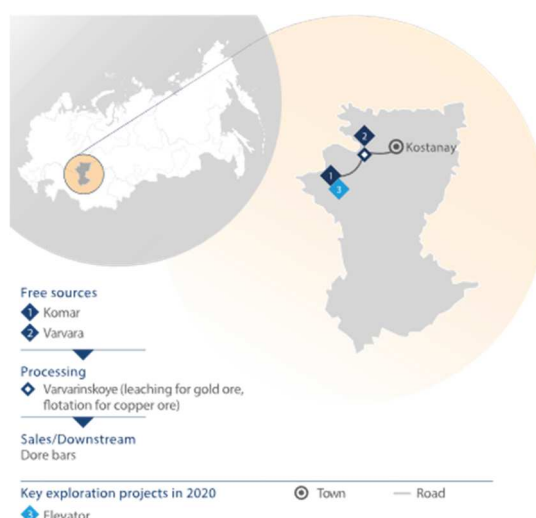 2
Kostanay
1
3
Free sources
1 Komar
2 Varvara
Processing
Varvarinskoye (leaching for gold ore,
flotation for copper ore)
Sales/Downstream
Dore bars
Key exploration projects in 2020
Town
Road
3 Elevator